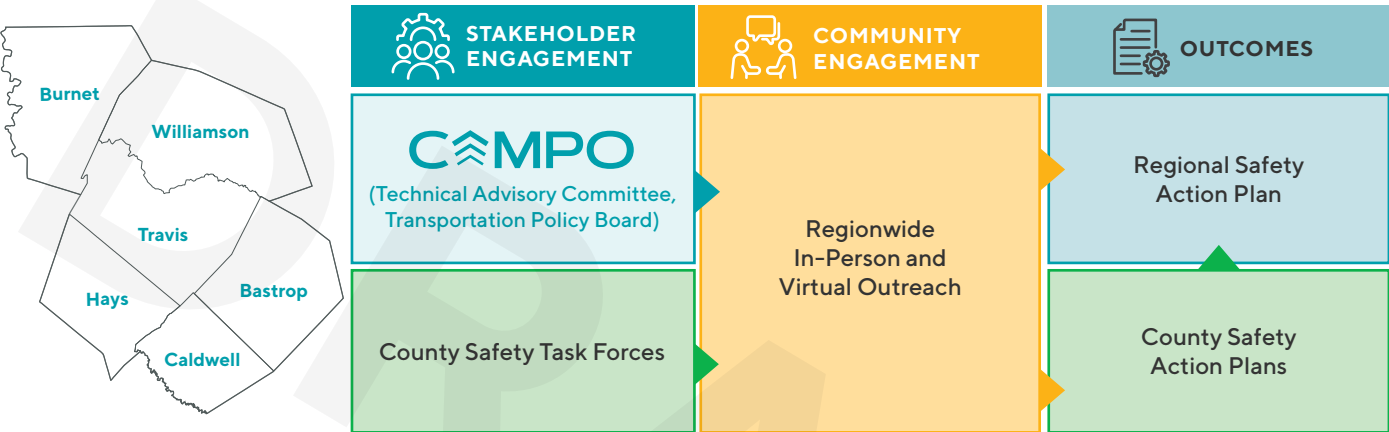 Burnet
Williamson
Travis
Hays
Bastrop
Caldwell
STAKEHOLDER
ENGAGEMENT
CAMPO
(Technical Advisory Committee,
Transportation Policy Board)
County Safety Task Forces
COMMUNITY
ENGAGEMENT
Regionwide
In-Person and
Virtual Outreach
OUTCOMES
Regional Safety
Action Plan
County Safety
Action Plans